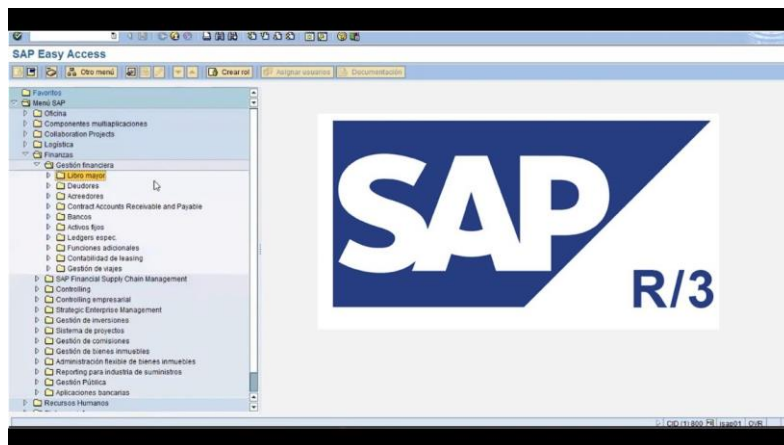 SAP Easy Access
Otro menú Crear rol Asignar usuarios Documentación
Favoritos
Menú SAP
Oficina
Componentes multiaplicaciones
Collaboration Projects
Logística
Finanzas
Gestión financiera
Libro mayor
Deudores
Acreedores
Contract Accounts Receivable and Payable
Bancos
Activos fijos
Ledgers espec.
Funciones adicionales
Contabilidad de leasing
Gestión de viajes
SAP Financial Supply Chain Management
Controlling
Controlling empresarial
Strategic Enterprise Management
Gestión de inversiones
Sistema de proyectos
Gestión de comisiones
Gestión de bienes inmuebles
Administración flexible de bienes inmuebles
Reporting para industria de suministros
Gestión Pública
Aplicaciones bancarias
Recursos Humanos
SAP
R/3
CID (1) 800 isap01 OVR